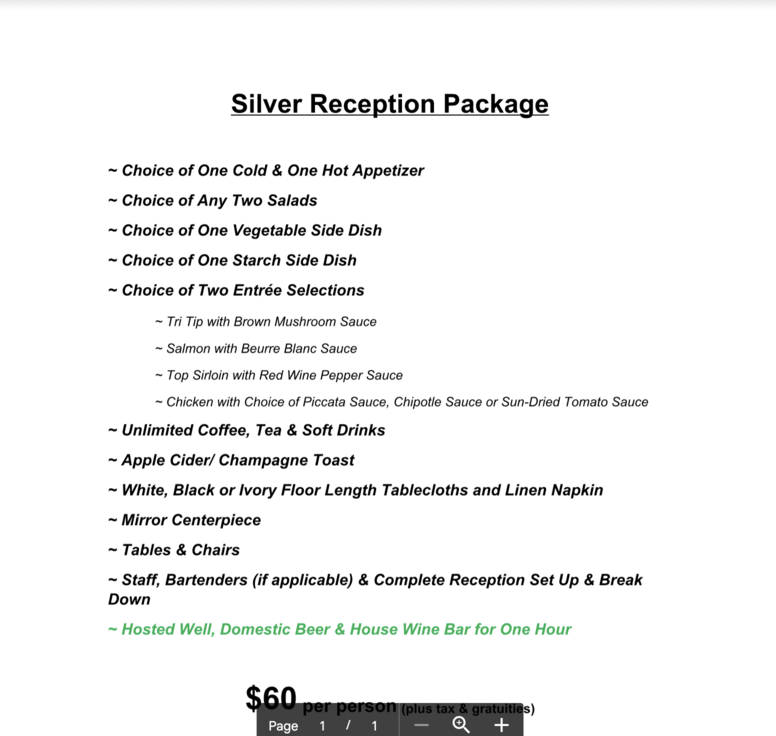 Silver Reception Package
~ Choice of One Cold & One Hot Appetizer
~ Choice of Any Two Salads
~ Choice of One Vegetable Side Dish
~ Choice of One Starch Side Dish
~ Choice of Two Entrée Selections
~ Tri Tip with Brown Mushroom Sauce
~ Salmon with Beurre Blanc Sauce
~ Top Sirloin with Red Wine Pepper Sauce
~ Chicken with Choice of Piccata Sauce, Chipotle Sauce or Sun-Dried Tomato Sauce
~ Unlimited Coffee, Tea & Soft Drinks
~ Apple Cider/ Champagne Toast
~ White, Black or Ivory Floor Length Tablecloths and Linen Napkin
~ Mirror Centerpiece
~ Tables & Chairs
~ Staff, Bartenders (if applicable) & Complete Reception Set Up & Break
Down
~ Hosted Well, Domestic Beer & House Wine Bar for One Hour
$60 per person (plus tax & gratuities)
Page 1 / 1